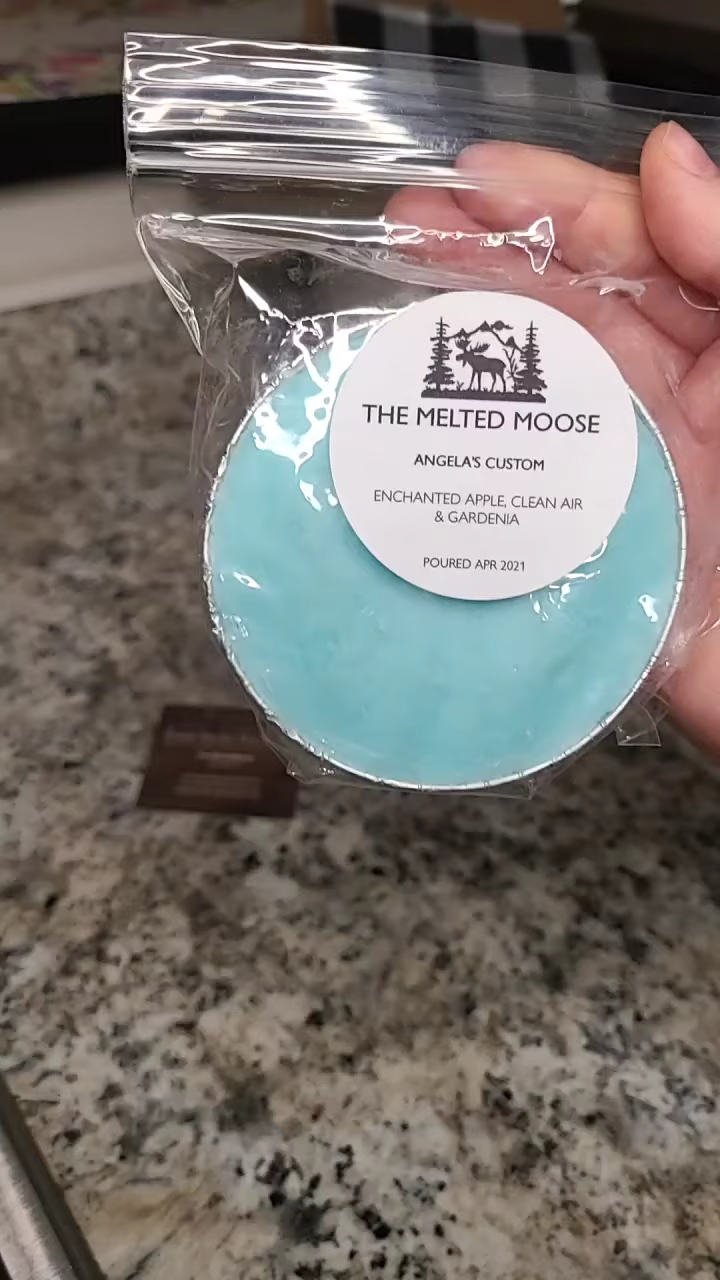 THE MELTED MOOSE
ANGELA'S CUSTOM
ENCHANTED APPLE, CLEAN AIR
& GARDENIA
POURED APR 2021